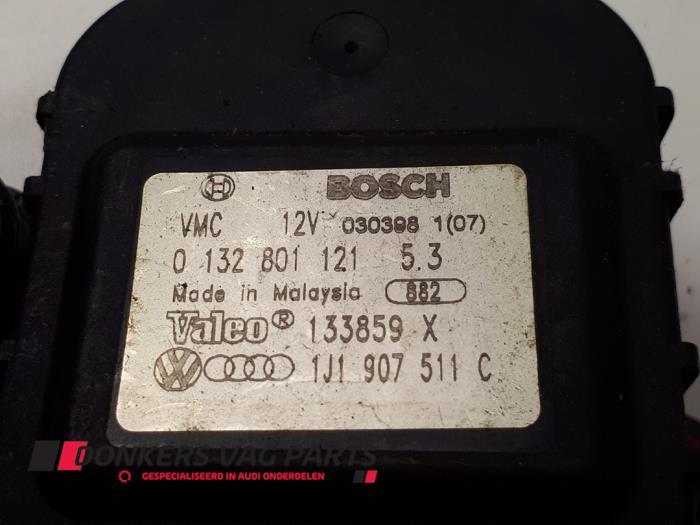 BOSCH
VMC 12V 030398 1(07)
0 132 801 121 5.3
Made in Malaysia 882
Valeo® 133859 X
1J1 907 511 C
DONKERS VAG PARTS
GESPECIALISEERD IN AUDI ONDERDELEN